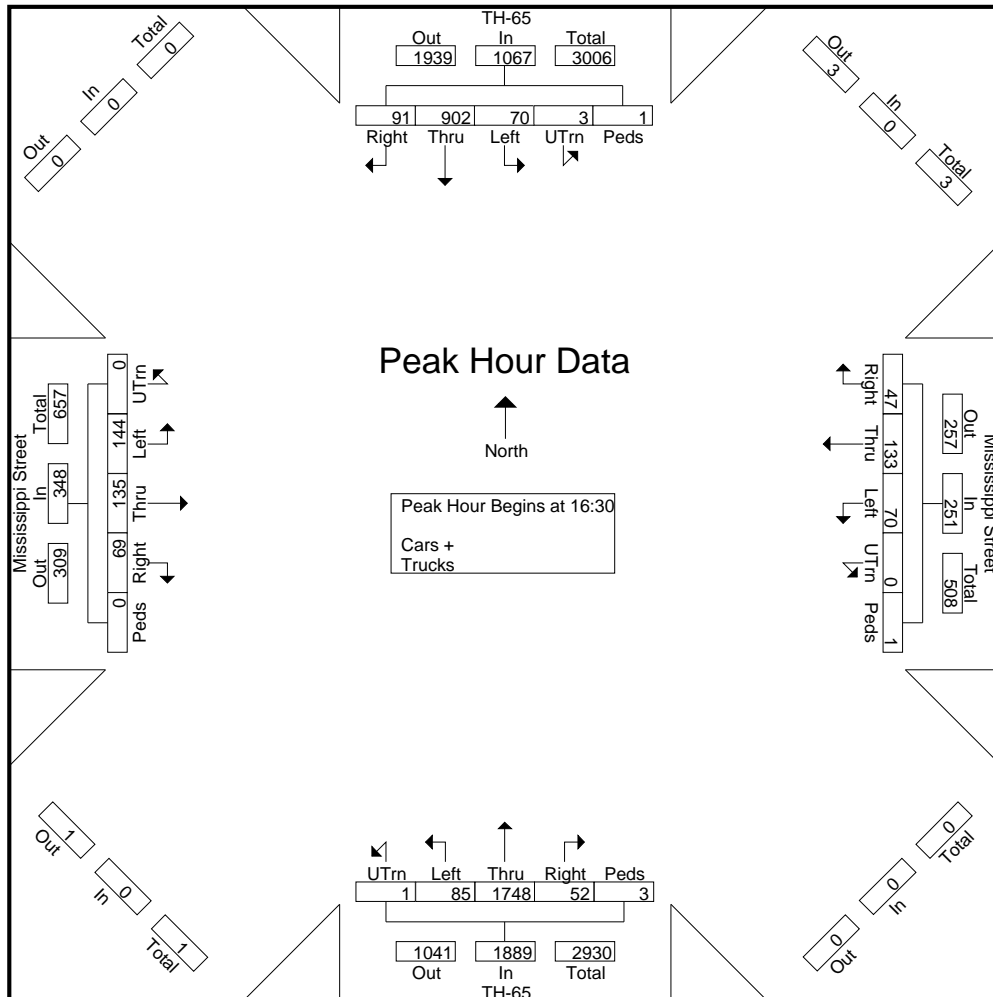 TH-65
Out In Total
1939 1067 3006
91 902 70 3 1
Right Thru Left UTrn Peds
Total
0
In
0
Out
0
Out
3
In
0
Total
3
Mississippi Street
Total In Out
657 348 309
0 144 135 69 0
UTrn Left Thru Right Peds
Peak Hour Data
North
Peak Hour Begins at 16:30
Cars +
Trucks
Mississippi Street
Out In Total
257 251 508
47 133 70 0 1
Right Thru Left UTrn Peds
1
Out
0
In
1
Total
0
Total
0
In
0
Out
UTrn Left Thru Right Peds
1 85 1748 52 3
1041 1889 2930
Out In Total
TH-65